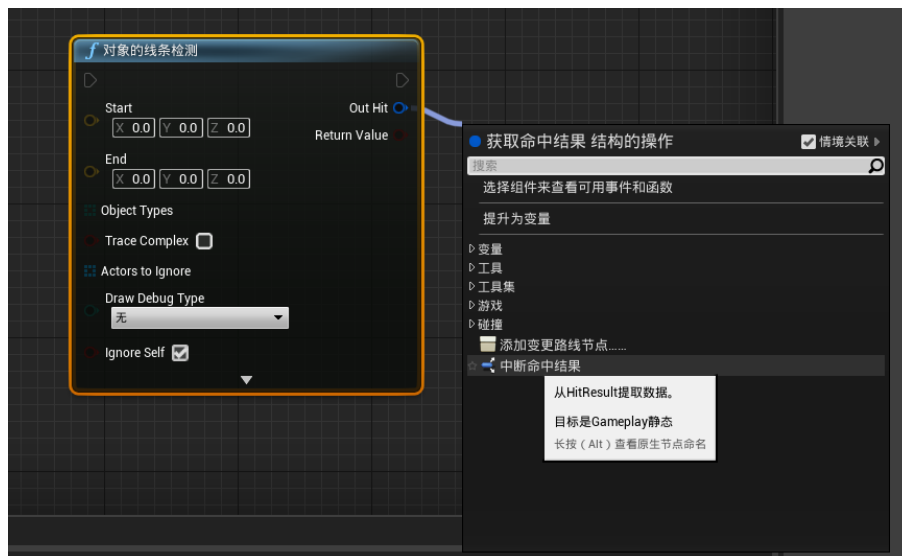 f 对象的线条检测
Start
X 0.0 Y 0.0 Z 0.0
End
X 0.0 Y 0.0 Z 0.0
Object Types
Trace Complex
Actors to Ignore
Draw Debug Type
无
Ignore Self
Out Hit
Return Value
获取命中结果 结构的操作
情境关联
搜索
选择组件来查看可用事件和函数
提升为变量
变量
工具
工具集
游戏
碰撞
添加变更路线节点……
中断命中结果
从HitResult提取数据。
目标是Gameplay静态
长按（Alt）查看原生节点命名